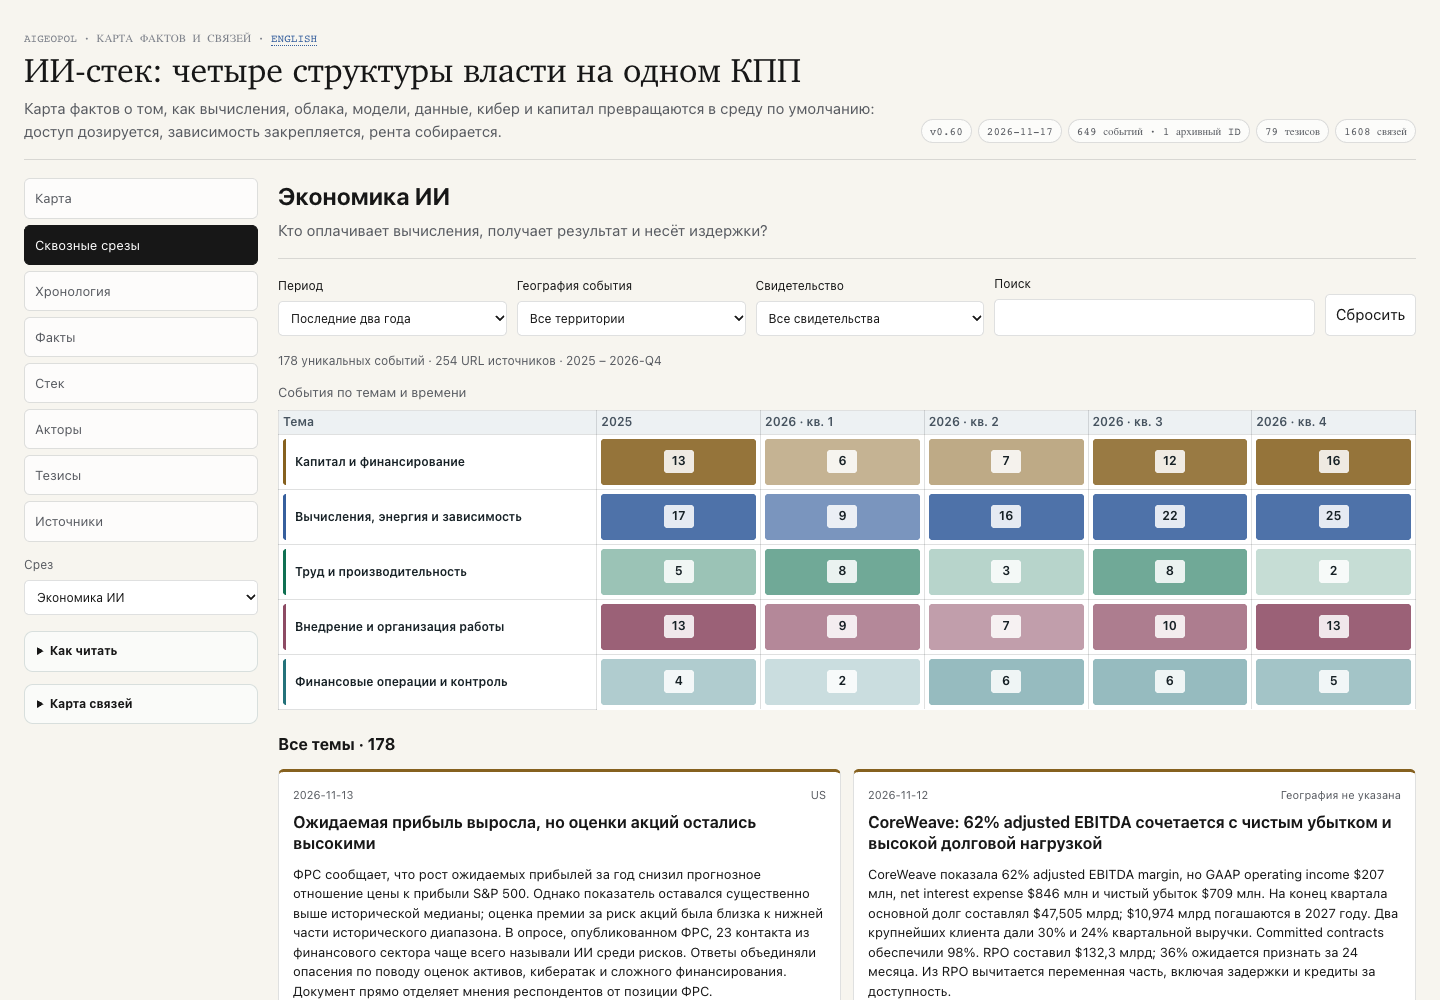 AIGEOPOL · КАРТА ФАКТОВ И СВЯЗЕЙ · ENGLISH
ИИ-стек: четыре структуры власти на одном КПП
Карта фактов о том, как вычисления, облака, модели, данные, кибер и капитал превращаются в среду по умолчанию:
доступ дозируется, зависимость закрепляется, рента собирается.
v0.60
2026-11-17
649 событий · 1 архивный ID
79 тезисов
1608 связей
Карта
Сквозные срезы
Хронология
Факты
Стек
Акторы
Тезисы
Источники
Срез
Экономика ИИ
Как читать
Карта связей
Экономика ИИ
Кто оплачивает вычисления, получает результат и несёт издержки?
Период
География события
Свидетельство
Поиск
Последние два года
Все территории
Все свидетельства
Сбросить
178 уникальных событий · 254 URL источников · 2025 – 2026-Q4
События по темам и времени
Тема 2025 2026 · кв. 1 2026 · кв. 2 2026 · кв. 3 2026 · кв. 4
Капитал и финансирование 13 6 7 12 16
Вычисления, энергия и зависимость 17 9 16 22 25
Труд и производительность 5 8 3 8 2
Внедрение и организация работы 13 9 7 10 13
Финансовые операции и контроль 4 2 6 6 5
Все темы · 178
2026-11-13 US
Ожидаемая прибыль выросла, но оценки акций остались
высокими
ФРС сообщает, что рост ожидаемых прибылей за год снизил прогнозное
отношение цены к прибыли S&P 500. Однако показатель оставался существенно
выше исторической медианы; оценка премии за риск акций была близка к нижней
части исторического диапазона. В опросе, опубликованном ФРС, 23 контакта из
финансового сектора чаще всего называли ИИ среди рисков. Ответы объединяли
опасения по поводу оценок активов, кибератак и сложного финансирования.
Документ прямо отделяет мнения респондентов от позиции ФРС.
2026-11-12 География не указана
CoreWeave: 62% adjusted EBITDA сочетается с чистым убытком и
высокой долговой нагрузкой
CoreWeave показала 62% adjusted EBITDA margin, но GAAP operating income $207
млн, net interest expense $846 млн и чистый убыток $709 млн. На конец квартала
основной долг составлял $47,505 млрд; $10,974 млрд погашаются в 2027 году. Два
крупнейших клиента дали 30% и 24% квартальной выручки. Committed contracts
обеспечили 98%. RPO составил $132,3 млрд; 36% ожидается признать за 24
месяца. Из RPO вычитается переменная часть, включая задержки и кредиты за
доступность.